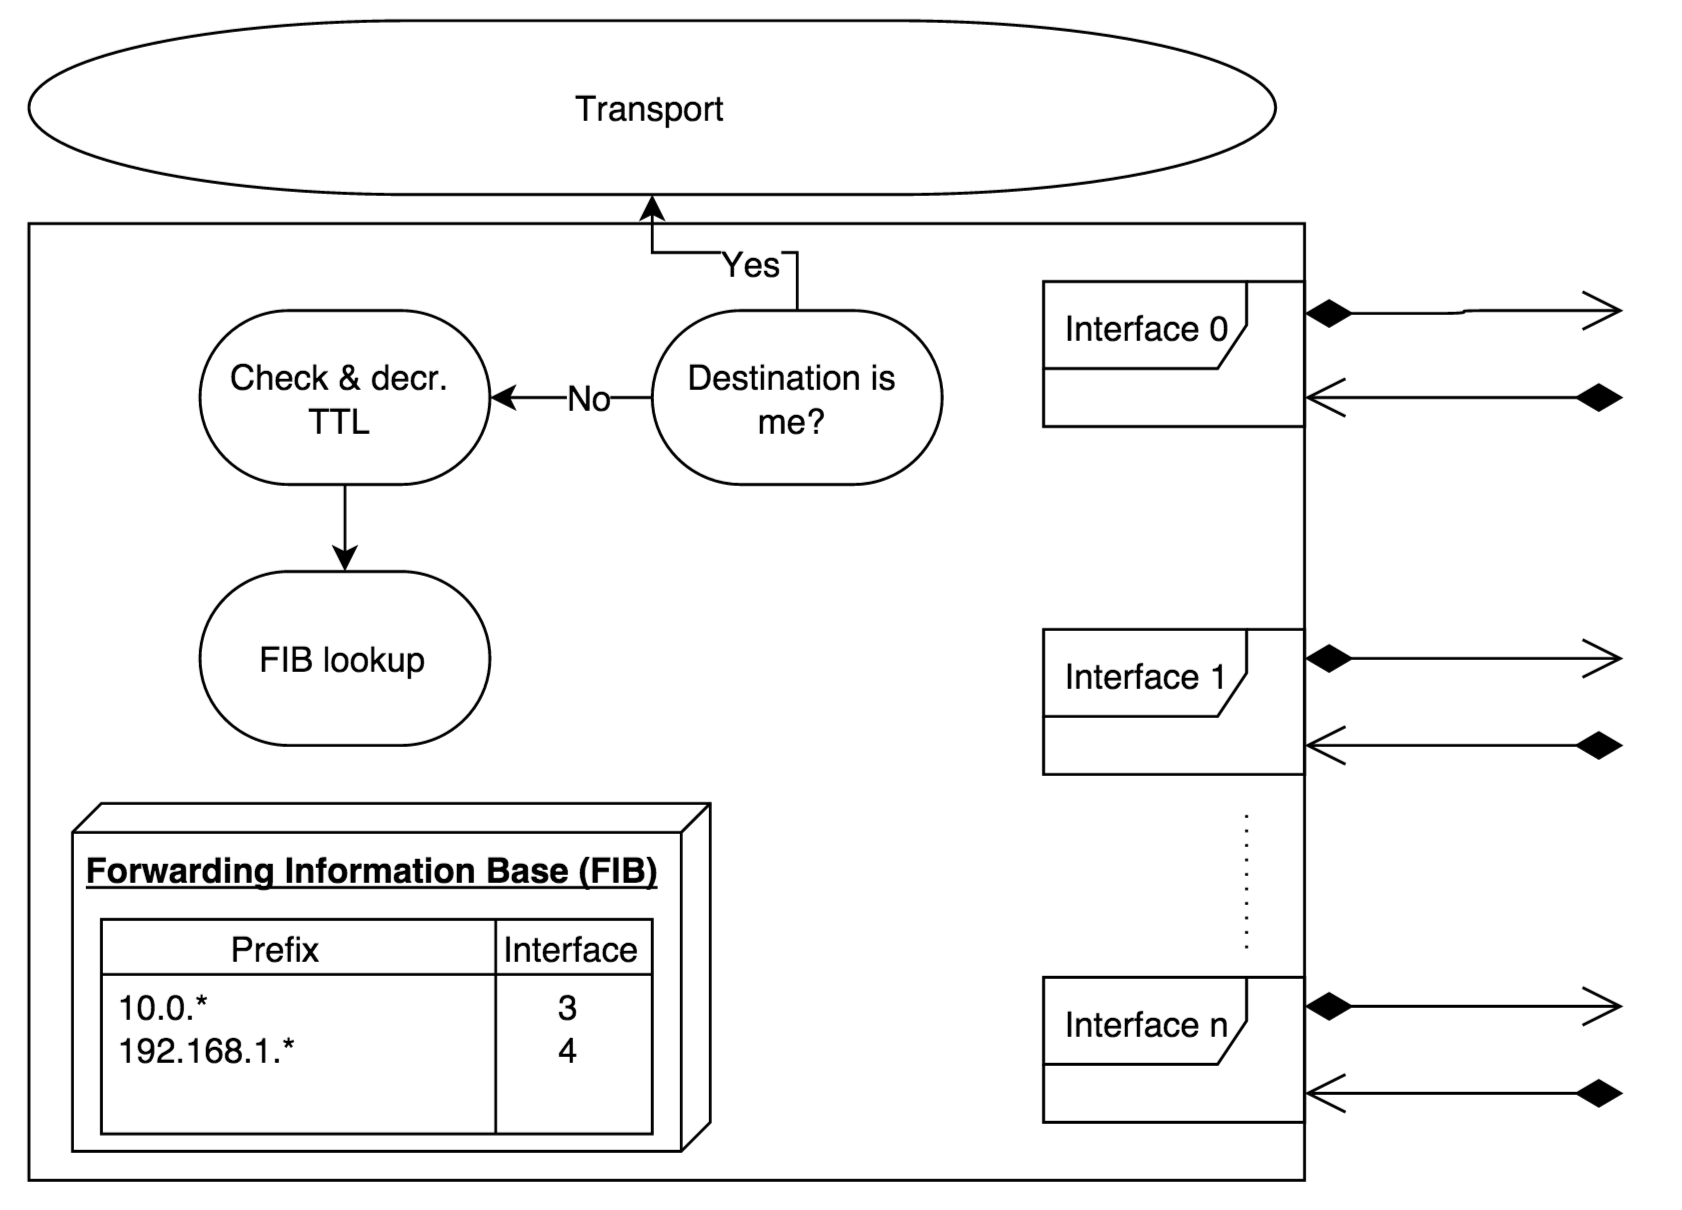 Transport
Yes
Interface 0
Check & decr.
TTL
No
Destination is
me?
FIB lookup
Interface 1
Forwarding Information Base (FIB)
Prefix Interface
10.0.* 3
192.168.1.* 4
Interface n